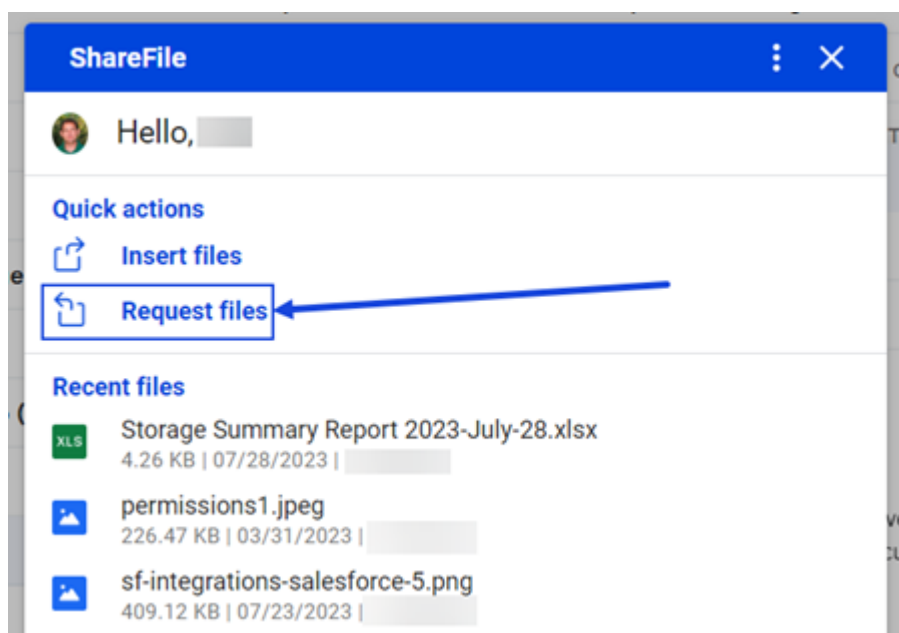 ShareFile
Hello,
Quick actions
Insert files
Request files
Recent files
XLS
Storage Summary Report 2023-July-28.xlsx
4.26 KB | 07/28/2023 |
permissions1.jpeg
226.47 KB | 03/31/2023 |
sf-integrations-salesforce-5.png
409.12 KB | 07/23/2023 |